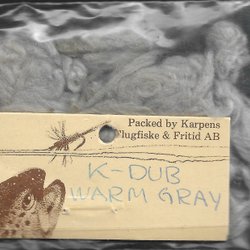 Packed by Karpens
Flugfiske & Fritid AB
K-DUB
WARM GRAY